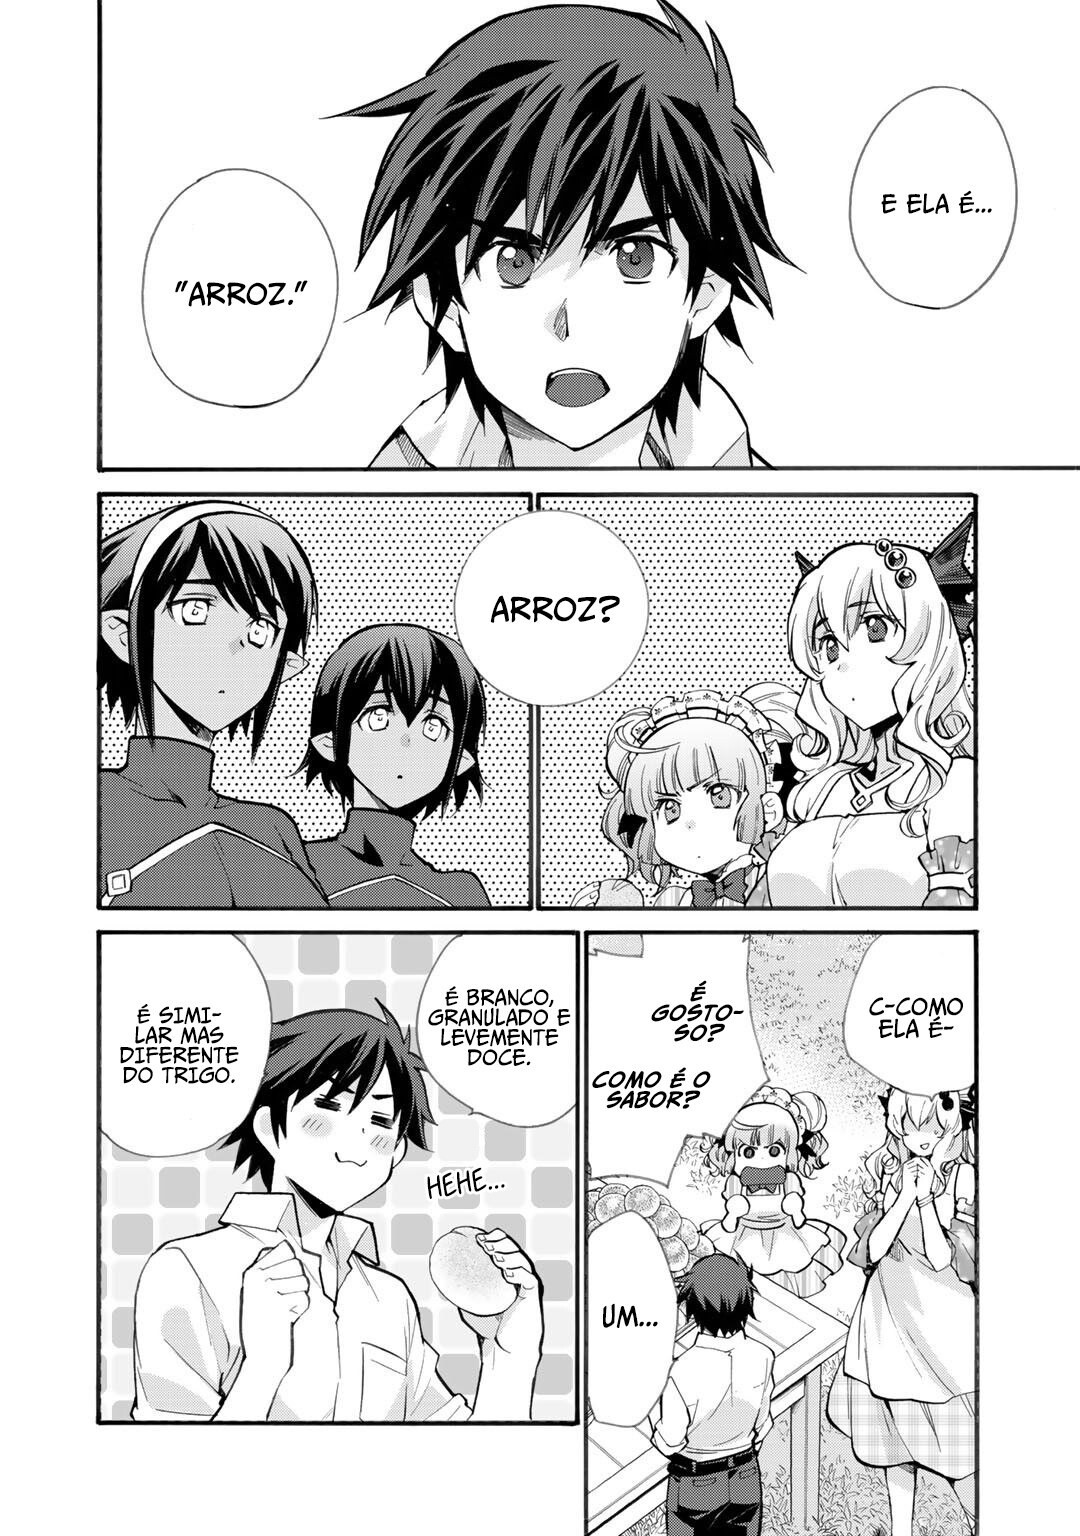 E ELA É...
"ARROZ."
ARROZ?
C-COMO
ELA É-
É
GOSTO-
SO?
COMO É O
SABOR?
UM...
É BRANCO,
GRANULADO E
LEVEMENTE
DOCE.
HEHE...
É SIMI-
LAR MAS
DIFERENTE
DO TRIGO.